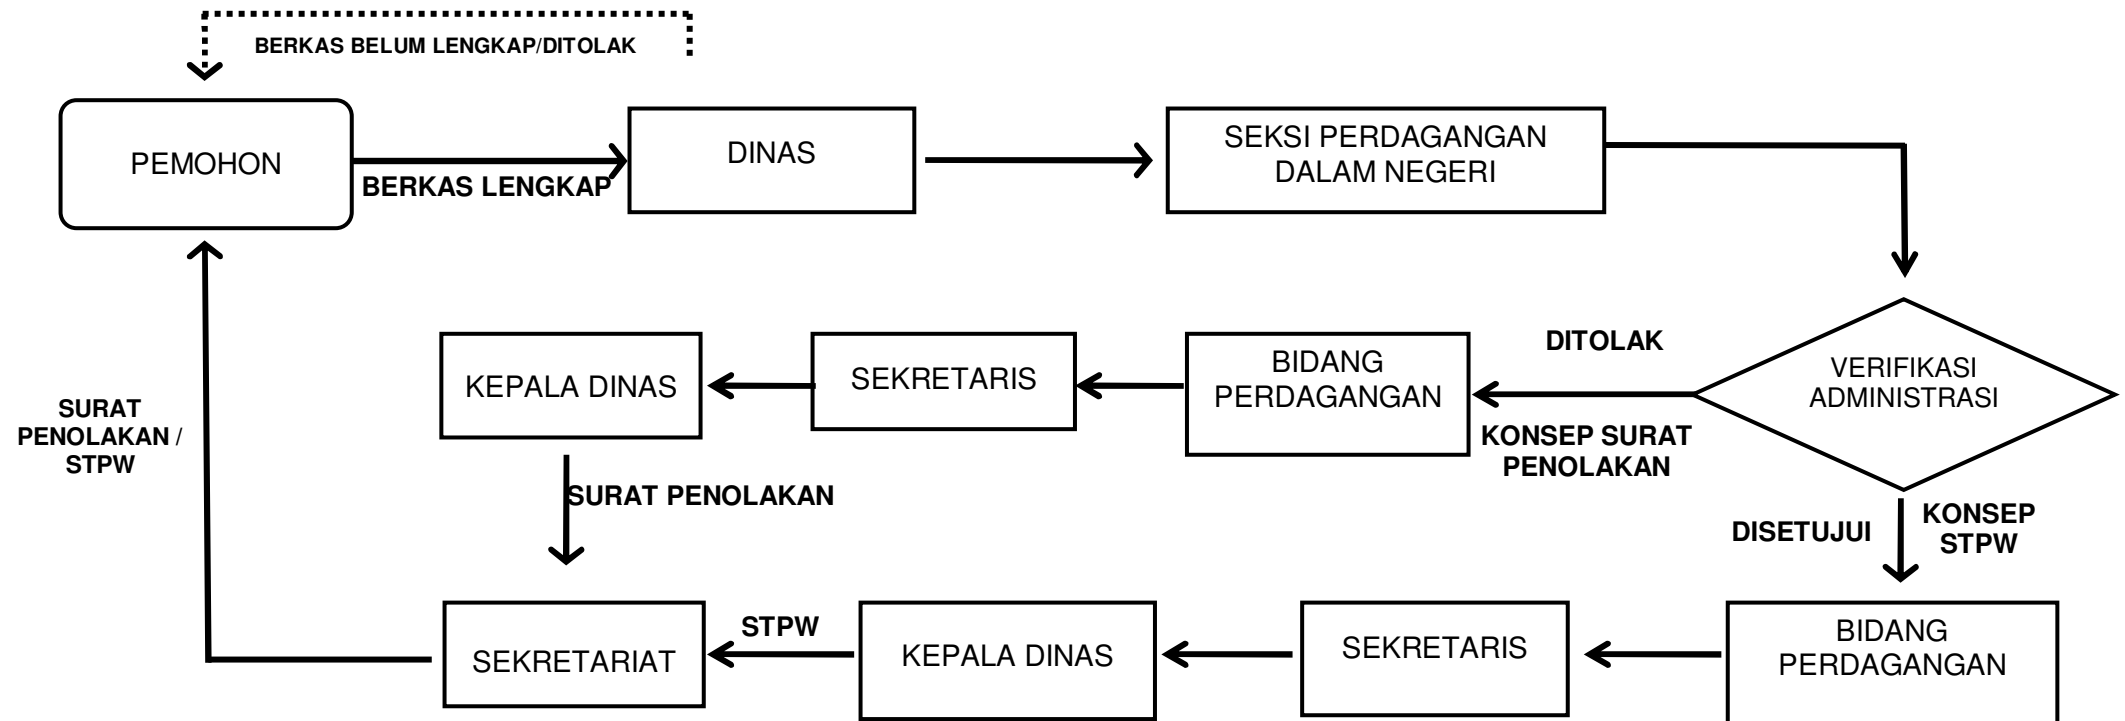 BERKAS BELUM LENGKAP/DITOLAK
PEMOHON
BERKAS LENGKAP
DINAS
SEKSI PERDAGANGAN
DALAM NEGERI
VERIFIKASI
ADMINISTRASI
DITOLAK
KONSEP SURAT
PENOLAKAN
BIDANG
PERDAGANGAN
SEKRETARIS
KEPALA DINAS
SURAT PENOLAKAN
SURAT
PENOLAKAN /
STPW
DISETUJUI
KONSEP
STPW
BIDANG
PERDAGANGAN
SEKRETARIS
KEPALA DINAS
STPW
SEKRETARIAT